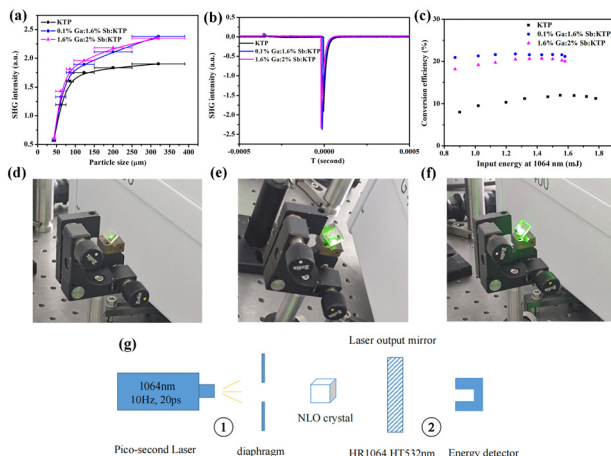 (a)
SHG intensity (a.u.)
2.5
2.0
1.5
1.0
0.5
KTP
0.1% Ga:1.6% Sb:KTP
1.6% Ga:2% Sb:KTP
0 50 100 150 200 250 300 350 400
Particle size (μm)
(b)
SHG intensity (a.u.)
0.0
-0.5
-1.0
-1.5
-2.0
-2.5
KTP
0.1% Ga:1.6% Sb:KTP
1.6% Ga:2% Sb:KTP
-0.0005 0.0000 0.0005
T (second)
(c)
Conversion efficiency (%)
30
25
20
15
10
5
0
KTP
0.1% Ga:1.6% Sb:KTP
1.6% Ga:2% Sb:KTP
0.8 1.0 1.2 1.4 1.6 1.8
Input energy at 1064 nm (mJ)
(d)
(e)
(f)
(g)
Laser output mirror
1064nm
10Hz, 20ps
1
NLO crystal
2
Pico-second Laser
diaphragm
HR1064 HT532nm
Energy detector